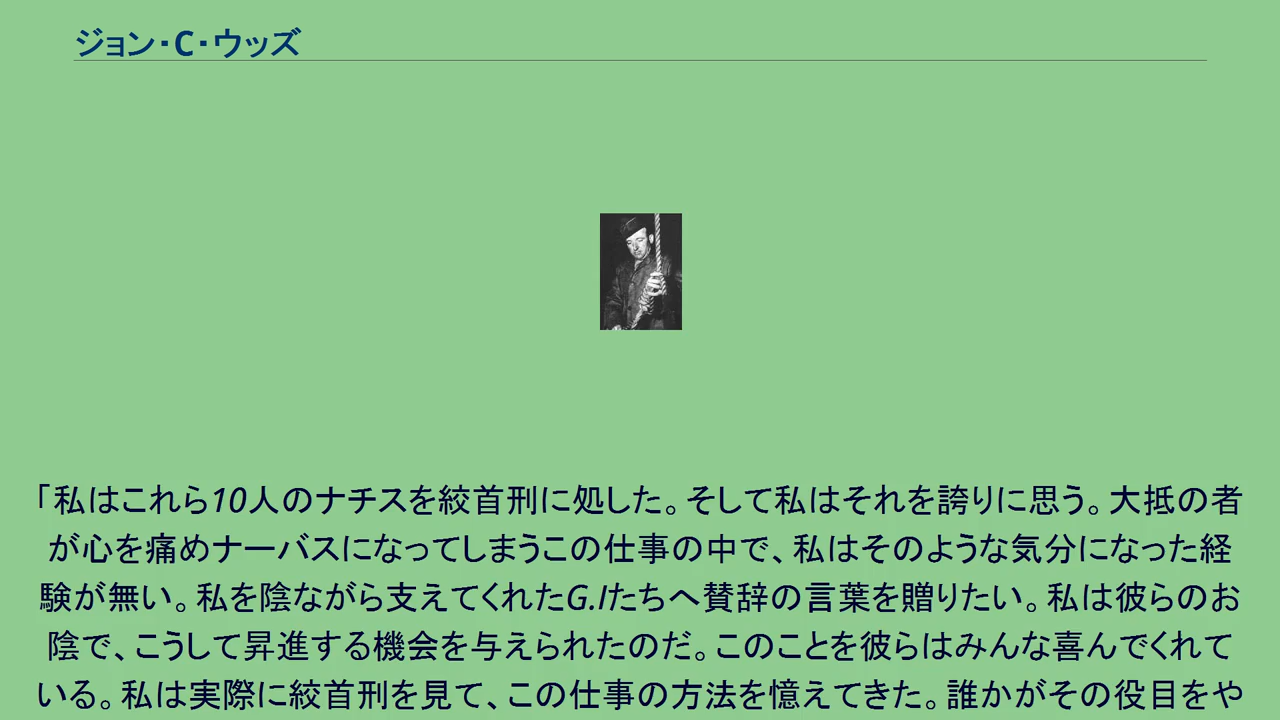 ジョン・C・ウッズ
「私はこれら10人のナチスを絞首刑に処した。そして私はそれを誇りに思う。大抵の者
が心を痛めナーバスになってしまうこの仕事の中で、私はそのような気分になった経
験が無い。私を陰ながら支えてくれたG.Iたちへ賛辞の言葉を贈りたい。私は彼らのお
陰で、こうして昇進する機会を与えられたのだ。このことを彼らはみんな喜んでくれて
いる。私は実際に絞首刑を見て、この仕事の方法を憶えてきた。誰かがその役目をや